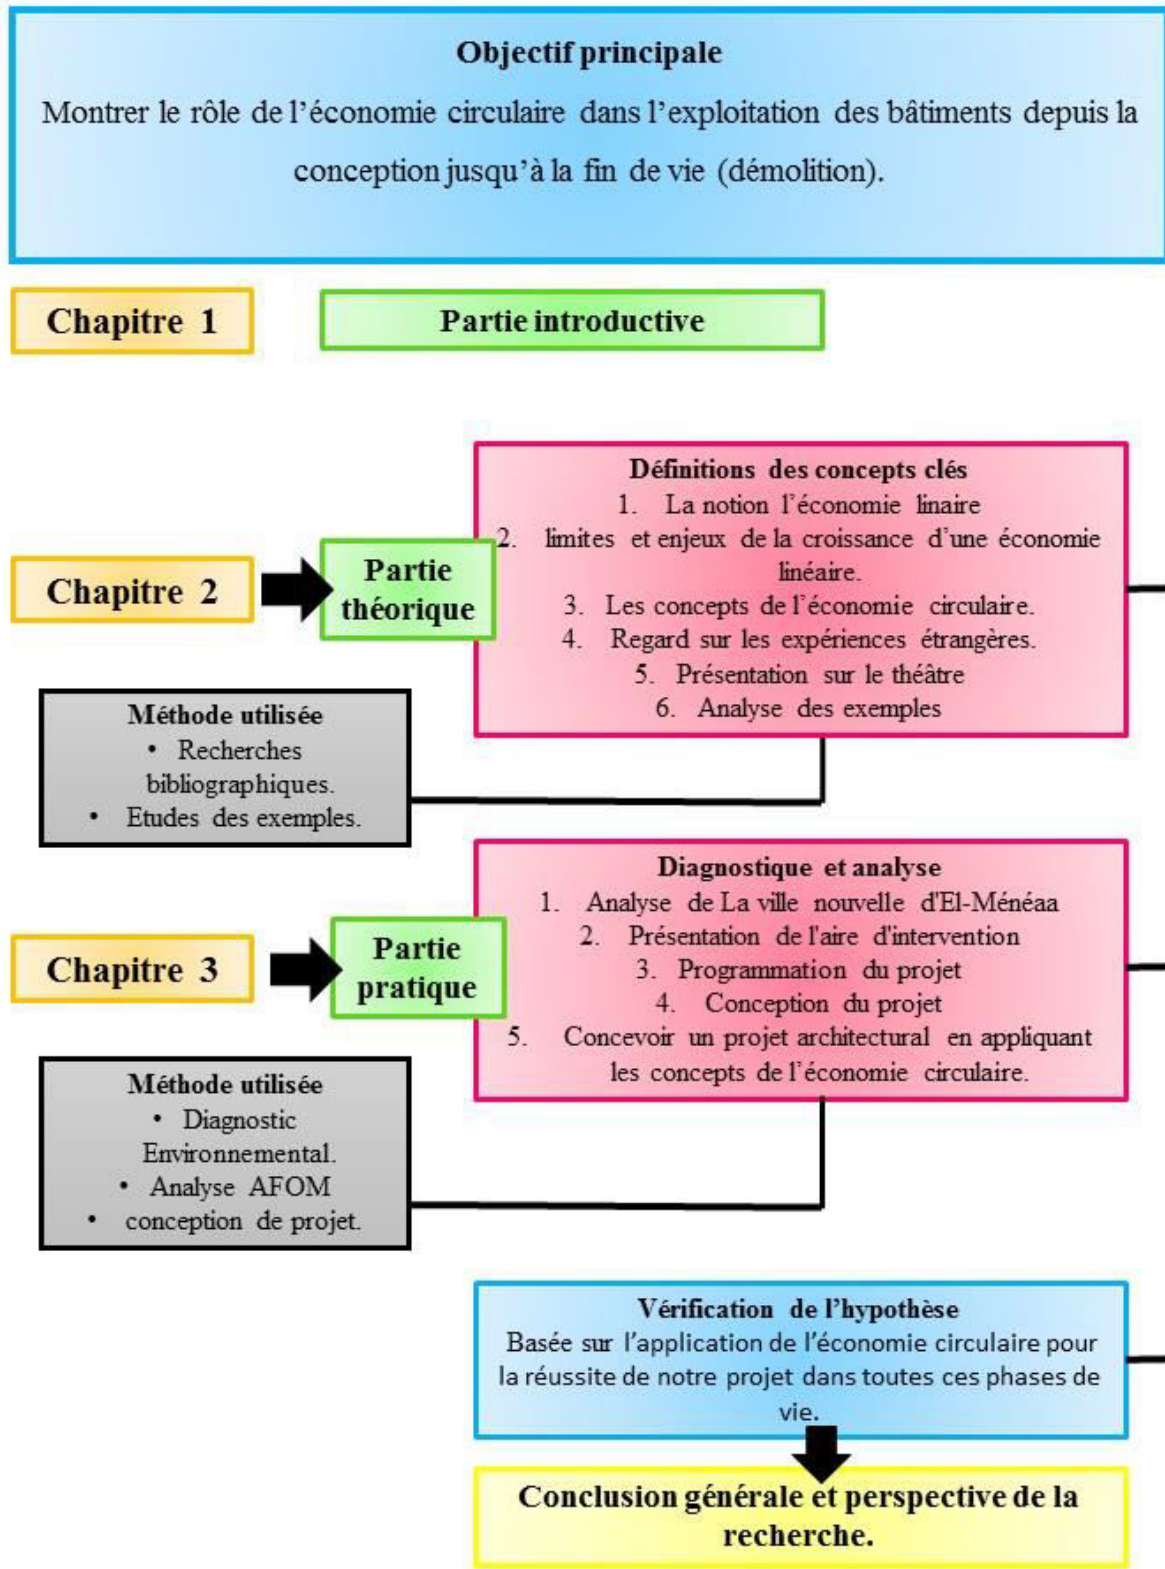 Objectif principale
Montrer le rôle de l’économie circulaire dans l’exploitation des bâtiments depuis la
conception jusqu’à la fin de vie (démolition).
Chapitre 1
Partie introductive
Chapitre 2
Partie
théorique
Définitions des concepts clés
1. La notion l’économie linaire
2. limites et enjeux de la croissance d’une économie
linéaire.
3. Les concepts de l’économie circulaire.
4. Regard sur les expériences étrangères.
5. Présentation sur le théâtre
6. Analyse des exemples
Méthode utilisée
• Recherches
bibliographiques.
• Etudes des exemples.
Chapitre 3
Partie
pratique
Diagnostique et analyse
1. Analyse de La ville nouvelle d'El-Ménéaa
2. Présentation de l'aire d'intervention
3. Programmation du projet
4. Conception du projet
5. Concevoir un projet architectural en appliquant
les concepts de l’économie circulaire.
Méthode utilisée
• Diagnostic
Environnemental.
• Analyse AFOM
• conception de projet.
Vérification de l’hypothèse
Basée sur l’application de l’économie circulaire pour
la réussite de notre projet dans toutes ces phases de
vie.
Conclusion générale et perspective de la
recherche.